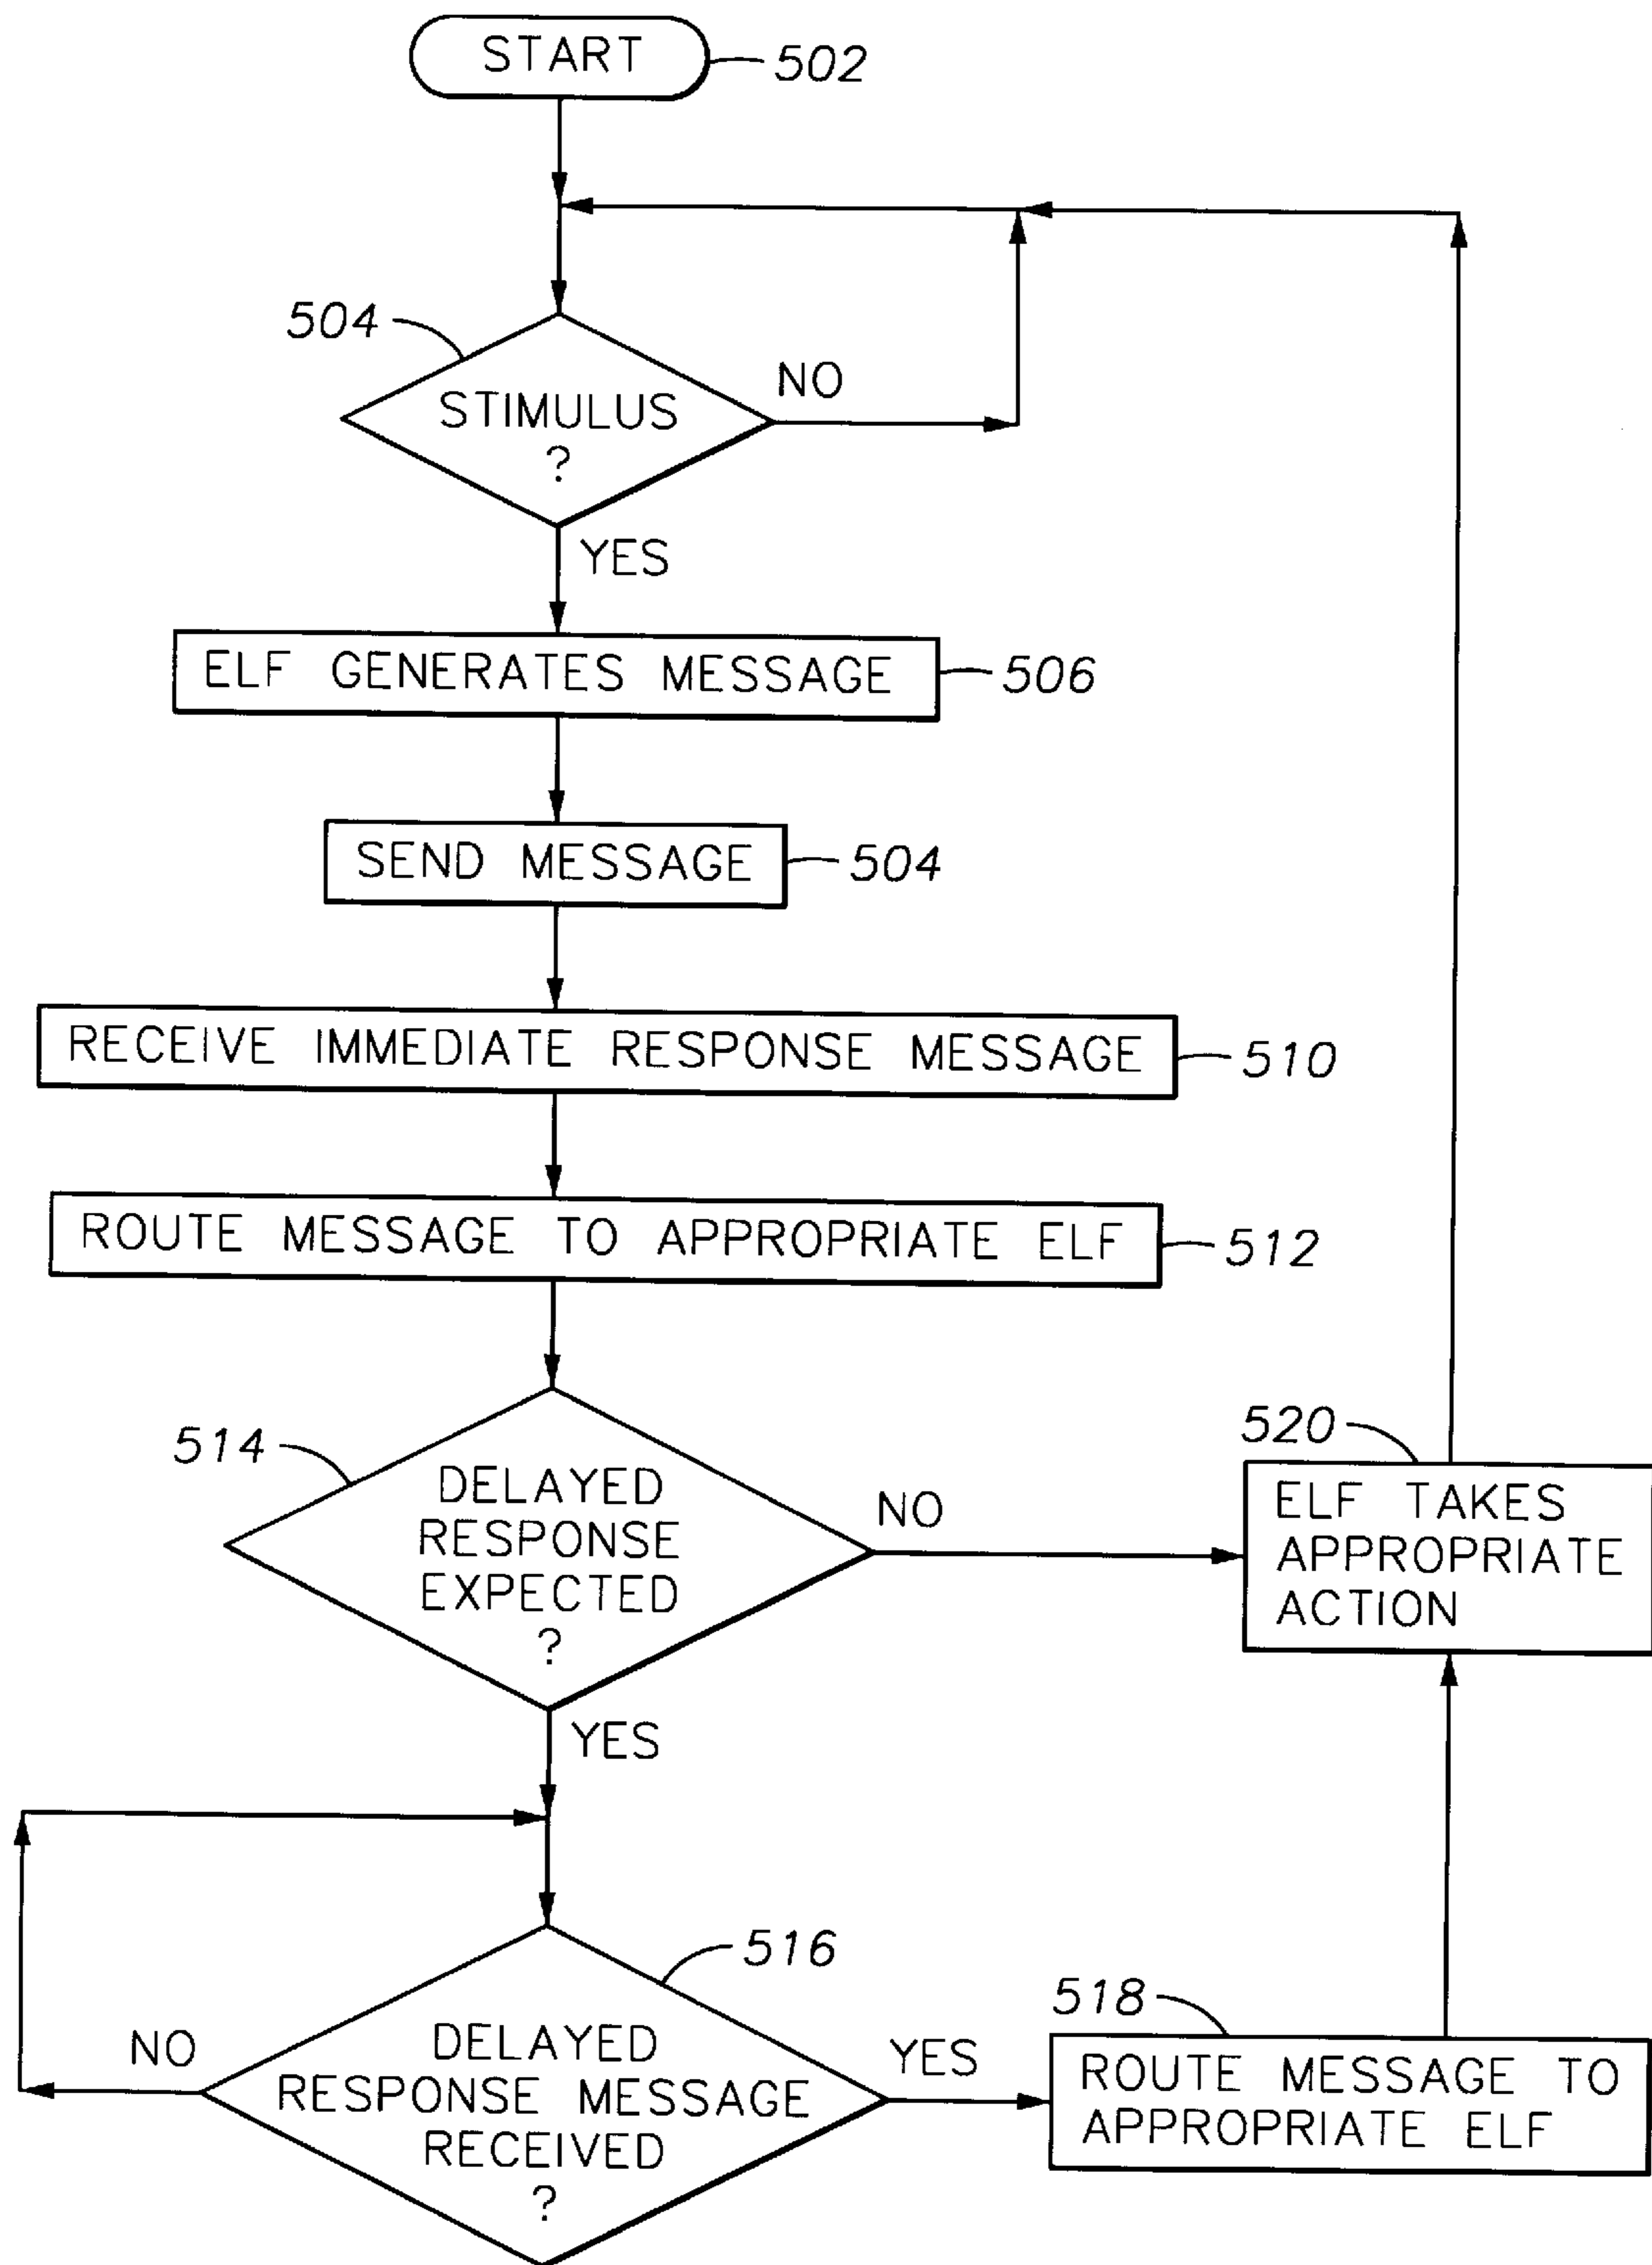 START
502
504
STIMULUS
?
NO
YES
ELF GENERATES MESSAGE
506
SEND MESSAGE
504
RECEIVE IMMEDIATE RESPONSE MESSAGE
510
ROUTE MESSAGE TO APPROPRIATE ELF
512
514
DELAYED
RESPONSE
EXPECTED
?
NO
YES
520
ELF TAKES
APPROPRIATE
ACTION
516
DELAYED
RESPONSE MESSAGE
RECEIVED
?
NO
YES
518
ROUTE MESSAGE TO
APPROPRIATE ELF